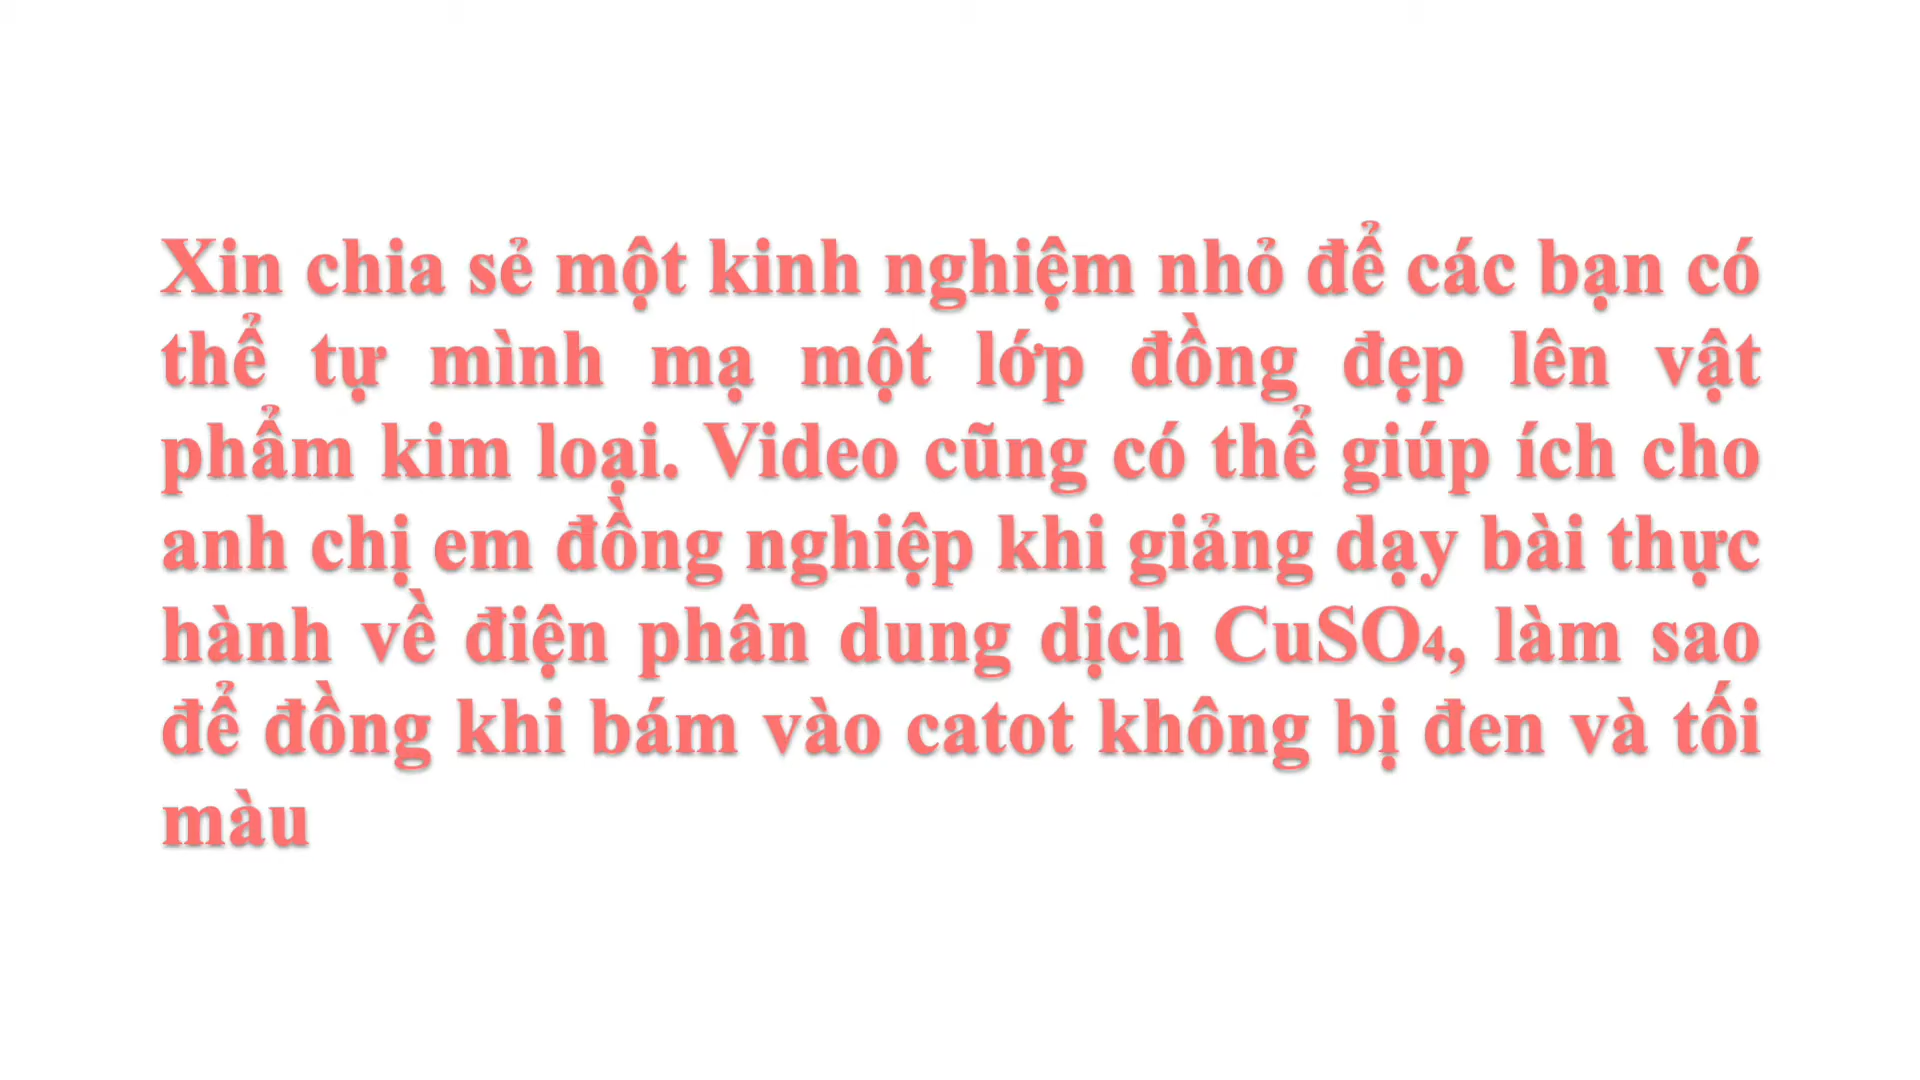 Xin chia sẻ một kinh nghiệm nhỏ để các bạn có
thể tự mình mạ một lớp đồng đẹp lên vật
phẩm kim loại. Video cũng có thể giúp ích cho
anh chị em đồng nghiệp khi giảng dạy bài thực
hành về điện phân dung dịch CuSO₄, làm sao
để đồng khi bám vào catot không bị đen và tối
màu